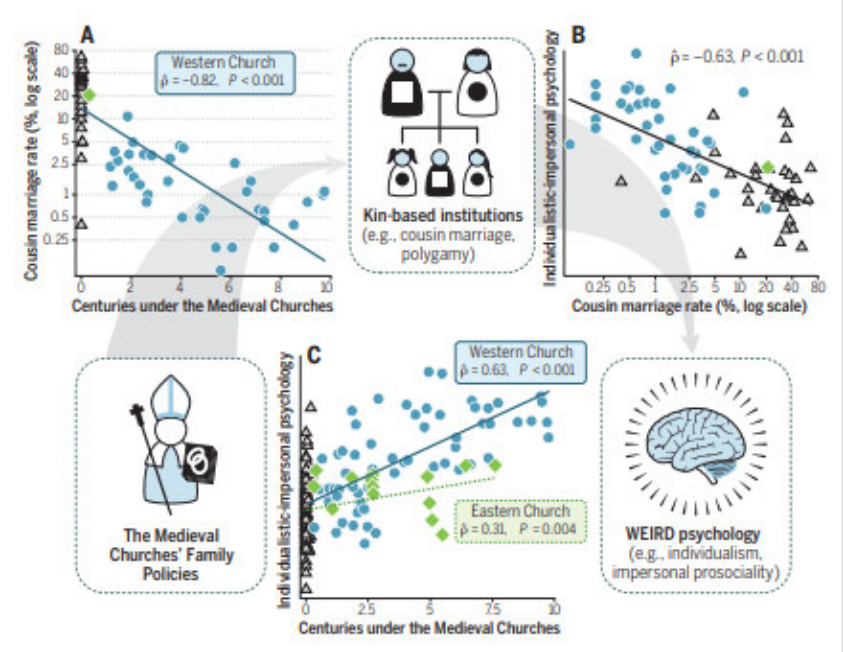 A
Cousin marriage rate (%, log scale)
80
40
20
10
5
2.5
1
0.5
0.25
Western Church
ρ̂ = −0.82, P < 0.001
0 2 4 6 8 10
Centuries under the Medieval Churches
Kin-based institutions
(e.g., cousin marriage,
polygamy)
B
Individualistic-impersonal psychology
ρ̂ = −0.63, P < 0.001
0.25 0.5 1 2.5 5 10 20 40 80
Cousin marriage rate (%, log scale)
The Medieval
Churches' Family
Policies
C
Individualistic-impersonal psychology
Western Church
ρ̂ = 0.63, P < 0.001
Eastern Church
ρ̂ = 0.31, P = 0.004
0 2.5 5 7.5 10
Centuries under the Medieval Churches
WEIRD psychology
(e.g., individualism,
impersonal prosociality)